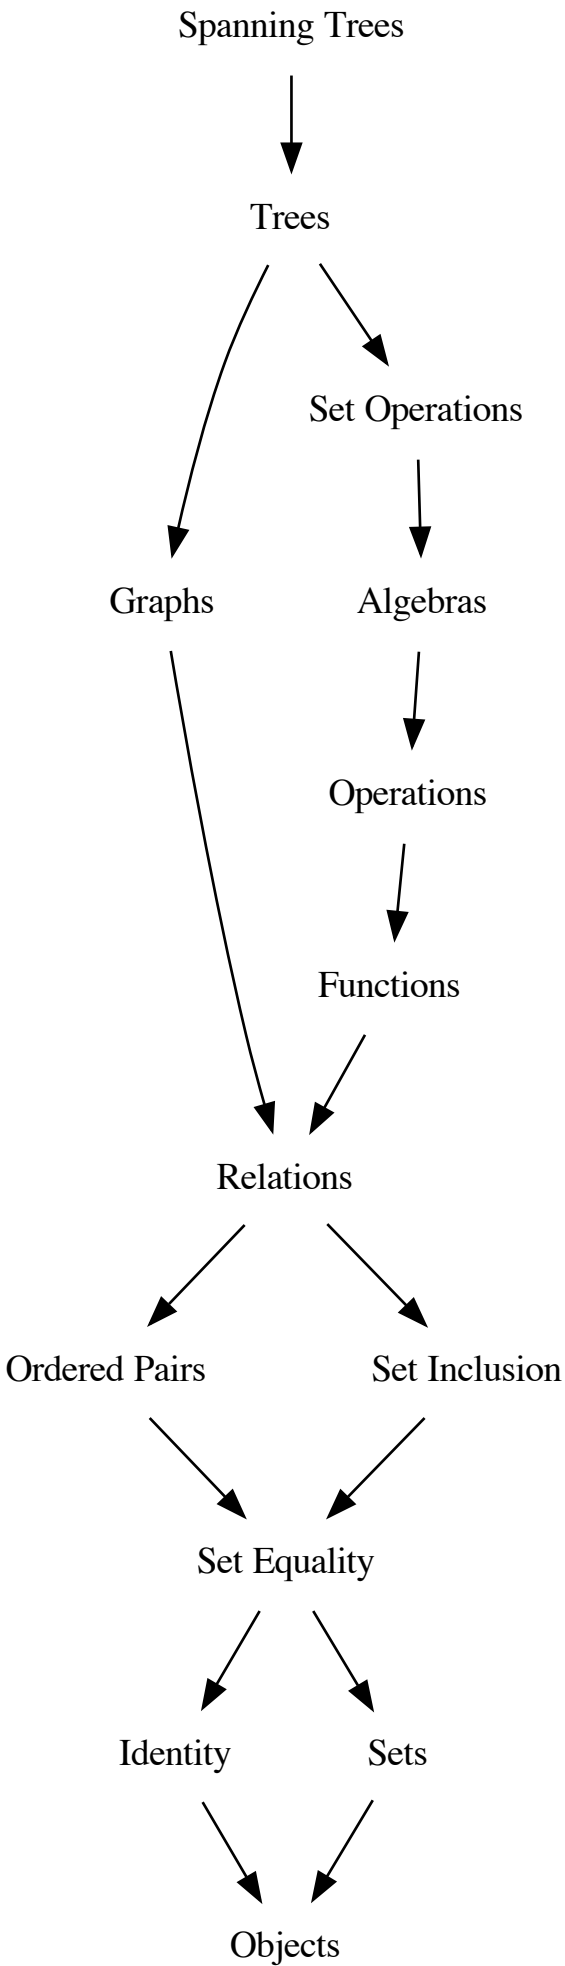 Spanning Trees
Trees
Set Operations
Graphs
Algebras
Operations
Functions
Relations
Ordered Pairs
Set Inclusion
Set Equality
Identity
Sets
Objects